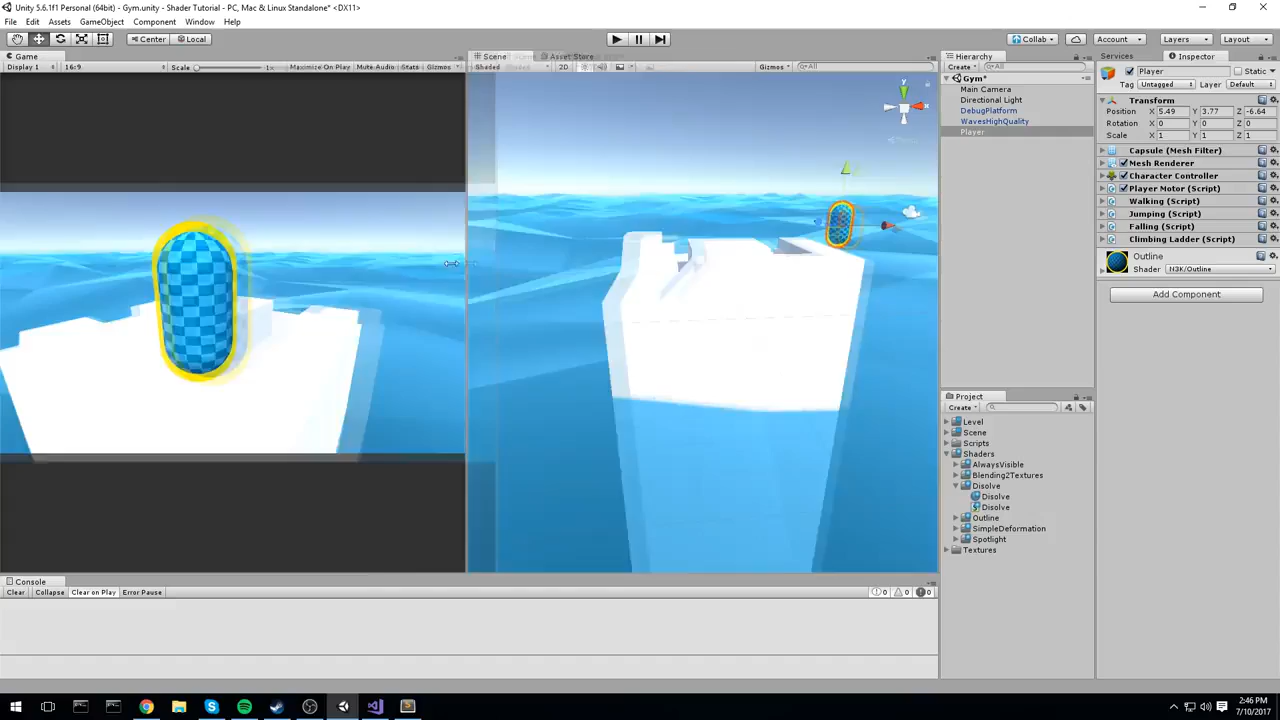 Unity 5.6.1f1 Personal (64bit) - Gym.unity - Shader Tutorial - PC, Mac & Linux Standalone* <DX11>
File Edit Assets GameObject Component Window Help
Center Local Collab Account Layers Layout
Game Scene Asset Store Hierarchy Services Inspector
Display 1 16:9 Scale 1x Maximize On Play Mute Audio Stats Gizmos Shaded 2D Gizmos All Create All
Player Static
Gym*
Tag Untagged Layer Default
Main Camera
Directional Light
DebugPlatform
WavesHighQuality
Player
Transform
Position X 5.49 Y 3.77 Z -6.64
Rotation X 0 Y 0 Z 0
Scale X 1 Y 1 Z 1
Capsule (Mesh Filter)
Mesh Renderer
Character Controller
Player Motor (Script)
Walking (Script)
Jumping (Script)
Falling (Script)
Climbing Ladder (Script)
Outline
Shader N3K/Outline
Add Component
y
Project
Create
Level
Scene
Scripts
Shaders
AlwaysVisible
Blending2Textures
Disolve
Disolve
Disolve
Outline
SimpleDeformation
Spotlight
Textures
Console
Clear Collapse Clear on Play Error Pause 0 0 0
2:46 PM
7/10/2017